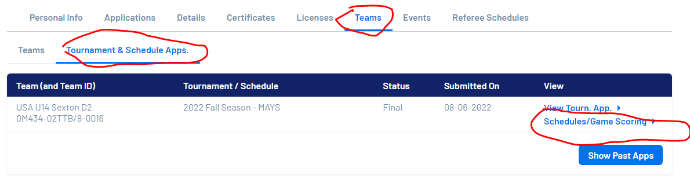 Personal Info Applications Details Certificates Licenses Teams Events Referee Schedules
Teams Tournament & Schedule Apps.
Team (and Team ID) Tournament / Schedule Status Submitted On View
USA U14 Sexton D2 2022 Fall Season - MAYS Final 08-06-2022 View Tourn. App.
0M434-02TTB/8-0016 Schedules/Game Scoring
Show Past Apps